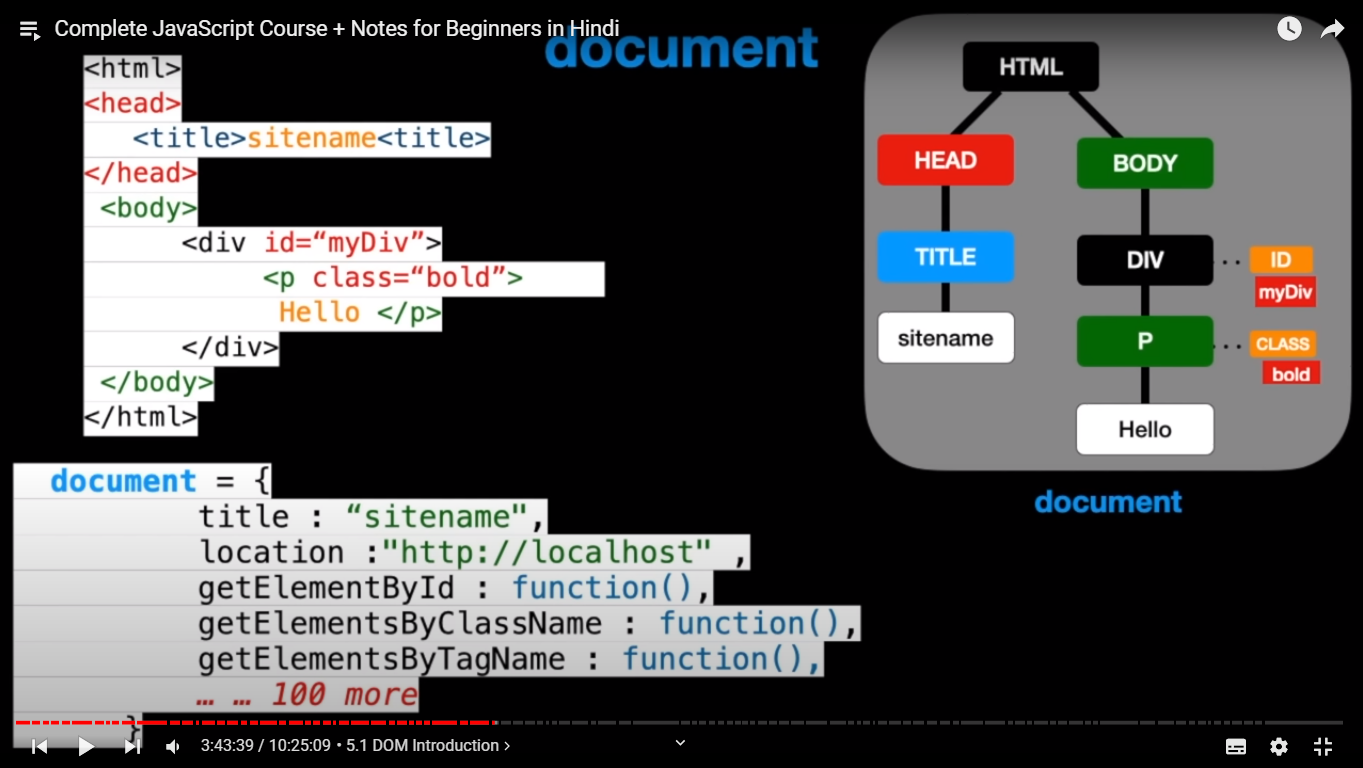 Complete JavaScript Course + Notes for Beginners in Hindi
document
<html>
<head>
<title>sitename<title>
</head>
<body>
<div id=“myDiv”>
<p class=“bold”>
Hello </p>
</div>
</body>
</html>
HTML
HEAD
BODY
TITLE
DIV
ID
myDiv
sitename
P
CLASS
bold
Hello
document
document = {
title : “sitename",
location :"http://localhost" ,
getElementById : function(),
getElementsByClassName : function(),
getElementsByTagName : function(),
… … 100 more
}
3:43:39 / 10:25:09 • 5.1 DOM Introduction ›